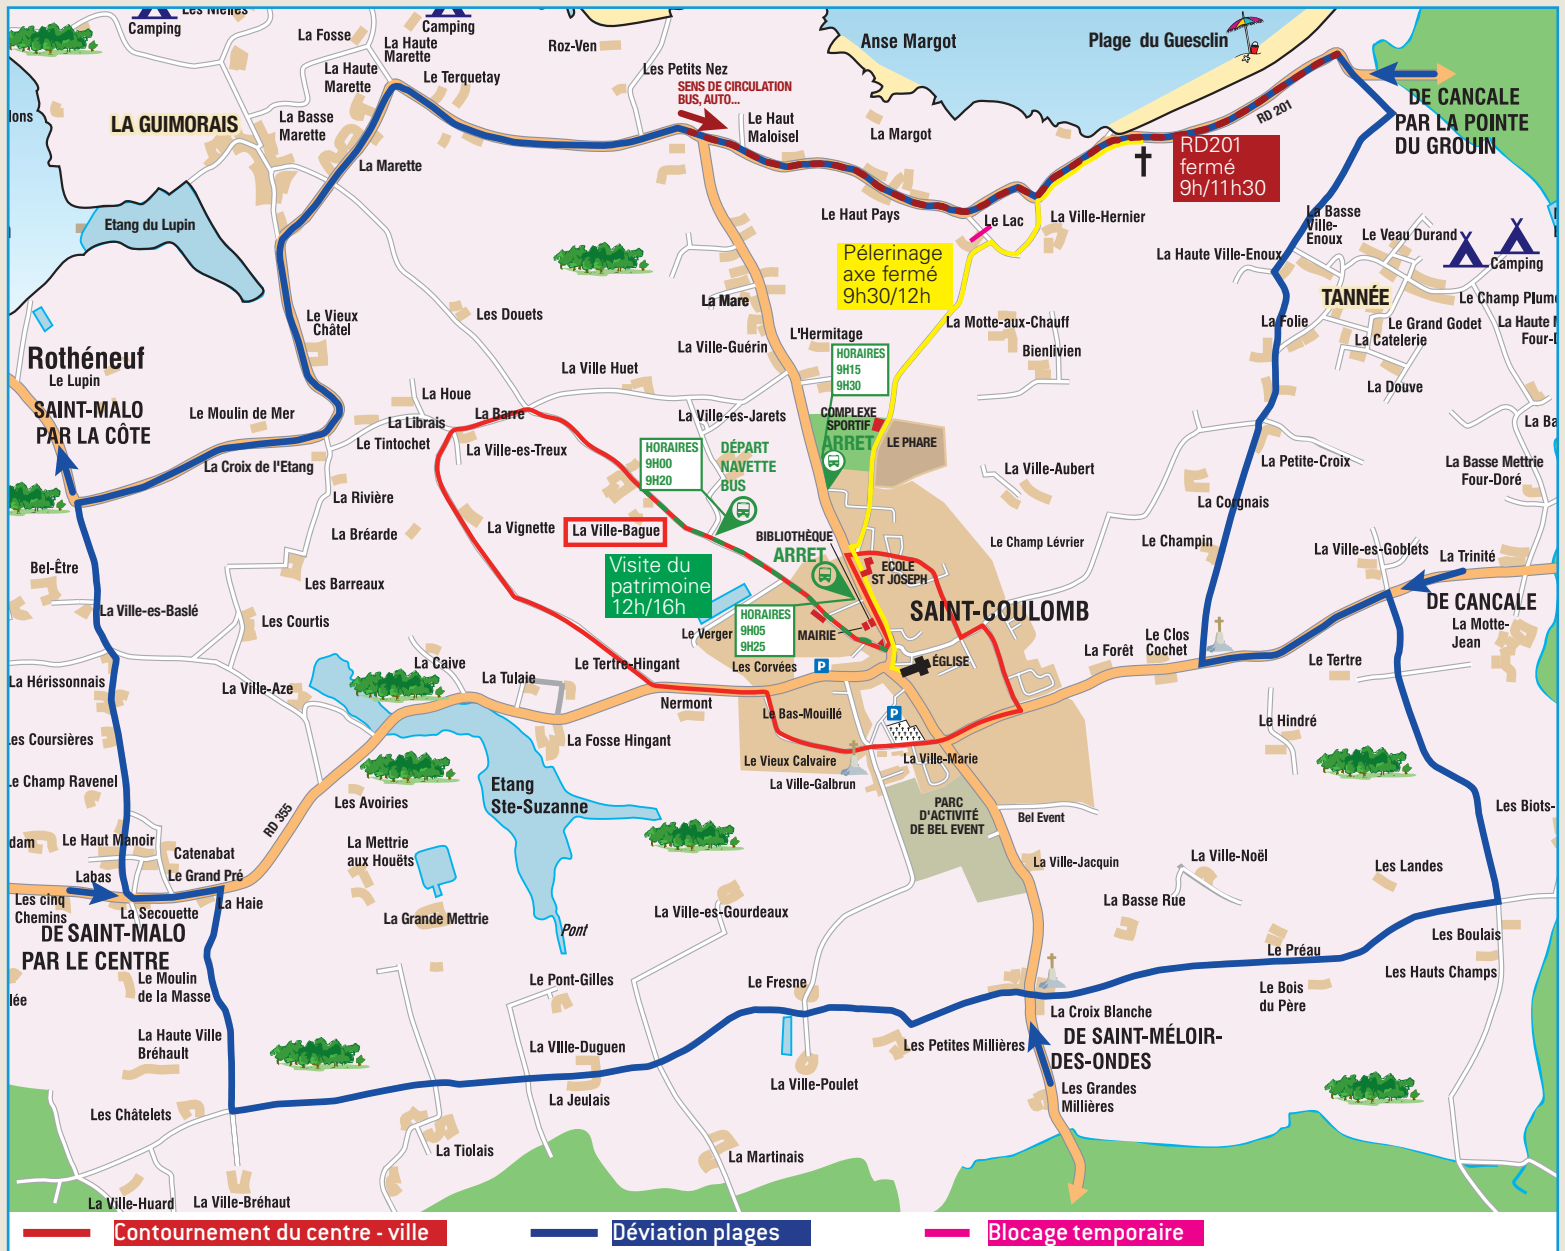 Les Nielles
Camping
La Fosse
La Haute
Marette
Camping
Roz-Ven
Anse Margot
Plage du Guesclin
La Haute
Marette
Le Terquetay
Les Petits Nez
SENS DE CIRCULATION
BUS, AUTO...
DE CANCALE
PAR LA POINTE
DU GROUIN
RD 201
LA GUIMORAIS
La Basse
Marette
Le Haut
Maloisel
La Margot
La Marette
RD201
fermé
9h/11h30
Etang du Lupin
Le Haut Pays
Le Lac
La Ville-Hernier
La Basse
Ville-
Enoux
Le Veau Durand
La Haute Ville-Enoux
Camping
Pélerinage
axe fermé
9h30/12h
La Mare
TANNÉE
Les Douets
Le Vieux
Châtel
L'Hermitage
La Motte-aux-Chauff
La Folie
Le Grand Godet
La Catelerie
Rothéneuf
Le Lupin
La Ville-Guérin
HORAIRES
9H15
9H30
Bienlivien
La Ville Huet
La Douve
La Houe
SAINT-MALO
PAR LA CÔTE
Le Moulin de Mer
La Librais
La Barre
La Ville-es-Jarets
COMPLEXE
SPORTIF
ARRET
LE PHARE
Le Tintochet
La Ville-es-Treux
HORAIRES
9H00
9H20
DÉPART
NAVETTE
BUS
La Croix de l'Etang
La Ville-Aubert
La Petite-Croix
La Basse Mettrie
Four-Doré
La Rivière
La Corgnais
La Vignette
La Ville-Bague
La Bréarde
BIBLIOTHÈQUE
ARRET
Le Champ Lévrier
Le Champin
La Ville-es-Goblets
La Trinité
Bel-Être
Visite du
patrimoine
12h/16h
ECOLE
ST JOSEPH
Les Barreaux
La Ville-es-Baslé
SAINT-COULOMB
DE CANCALE
HORAIRES
9H05
9H25
Les Courtis
Le Verger
MAIRIE
La Motte-
Jean
Le Clos
Cochet
La Forêt
Le Tertre
La Caive
Le Tertre-Hingant
Les Corvées
P
ÉGLISE
La Hérissonnais
La Ville-Aze
La Tulaie
Nermont
Le Bas-Mouillé
P
Le Hindré
La Fosse Hingant
Le Vieux Calvaire
La Ville-Marie
Le Champ Ravenel
La Ville-Galbrun
Etang
Ste-Suzanne
Les Avoiries
PARC
D'ACTIVITÉ
DE BEL EVENT
Bel Event
RD 355
Le Haut Manoir
Catenabat
La Mettrie
aux Houëts
La Ville-Jacquin
La Ville-Noël
Les Landes
Labas
Le Grand Pré
Les cinq
Chemins
La Secouette
La Haie
La Grande Mettrie
La Ville-es-Gourdeaux
La Basse Rue
DE SAINT-MALO
PAR LE CENTRE
Pont
Les Boulais
Le Préau
Le Moulin
de la Masse
Le Pont-Gilles
Le Fresne
Les Hauts Champs
Le Bois
du Père
La Haute Ville
Bréhault
La Croix Blanche
La Ville-Duguen
Les Petites Millières
DE SAINT-MÉLOIR-
DES-ONDES
La Ville-Poulet
Les Grandes
Millières
La Jeulais
Les Châtelets
La Tiolais
La Martinais
La Ville-Huard
La Ville-Bréhaut
Contournement du centre - ville
Déviation plages
Blocage temporaire